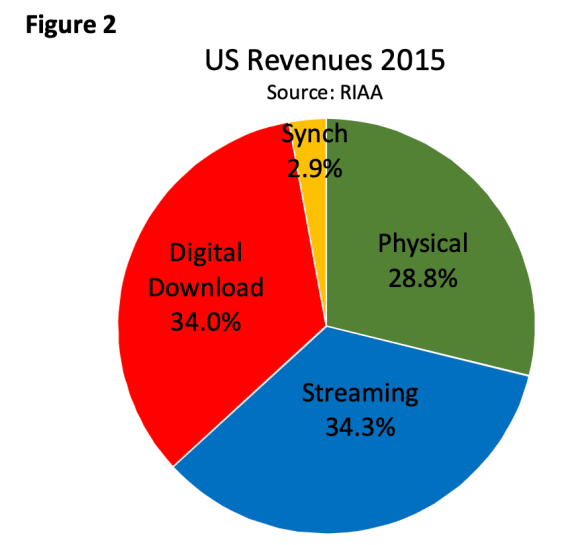 Figure 2
US Revenues 2015
Source: RIAA
Synch
2.9%
Physical
28.8%
Digital
Download
34.0%
Streaming
34.3%